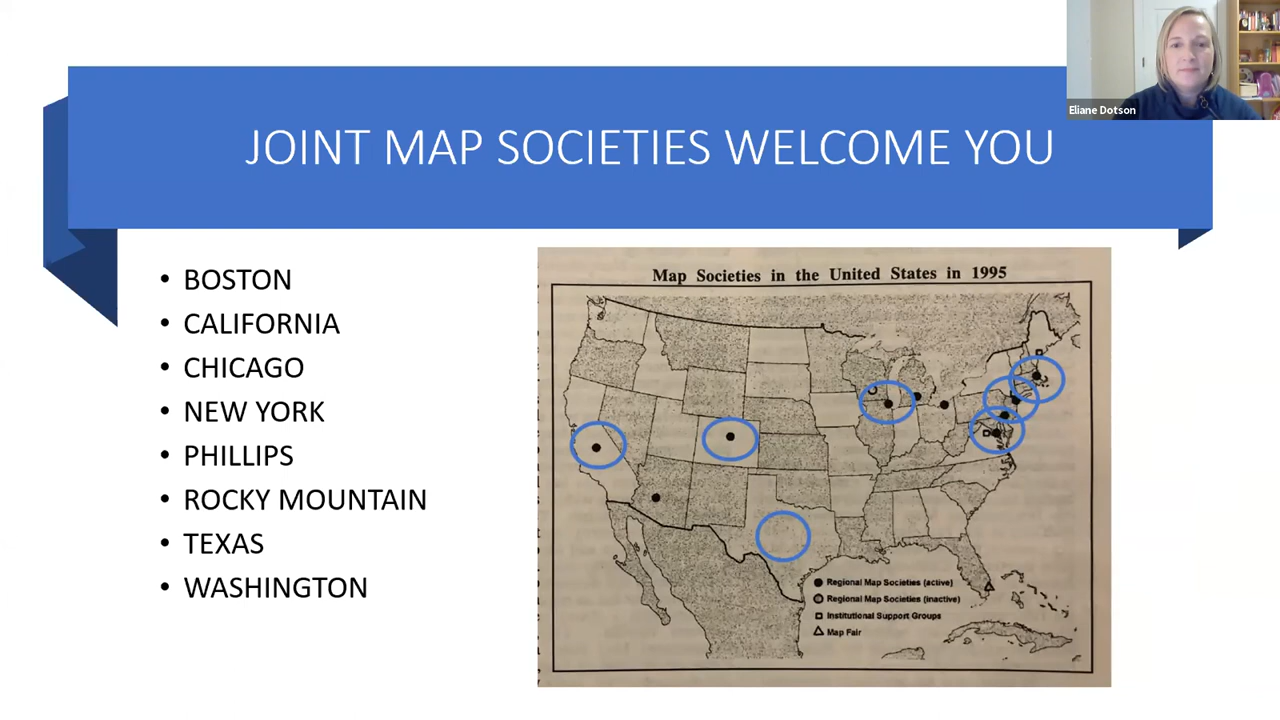 Eliane Dotson
JOINT MAP SOCIETIES WELCOME YOU
• BOSTON
• CALIFORNIA
• CHICAGO
• NEW YORK
• PHILLIPS
• ROCKY MOUNTAIN
• TEXAS
• WASHINGTON
Map Societies in the United States in 1995
Regional Map Societies (active)
Regional Map Societies (inactive)
Institutional Support Groups
Map Fair